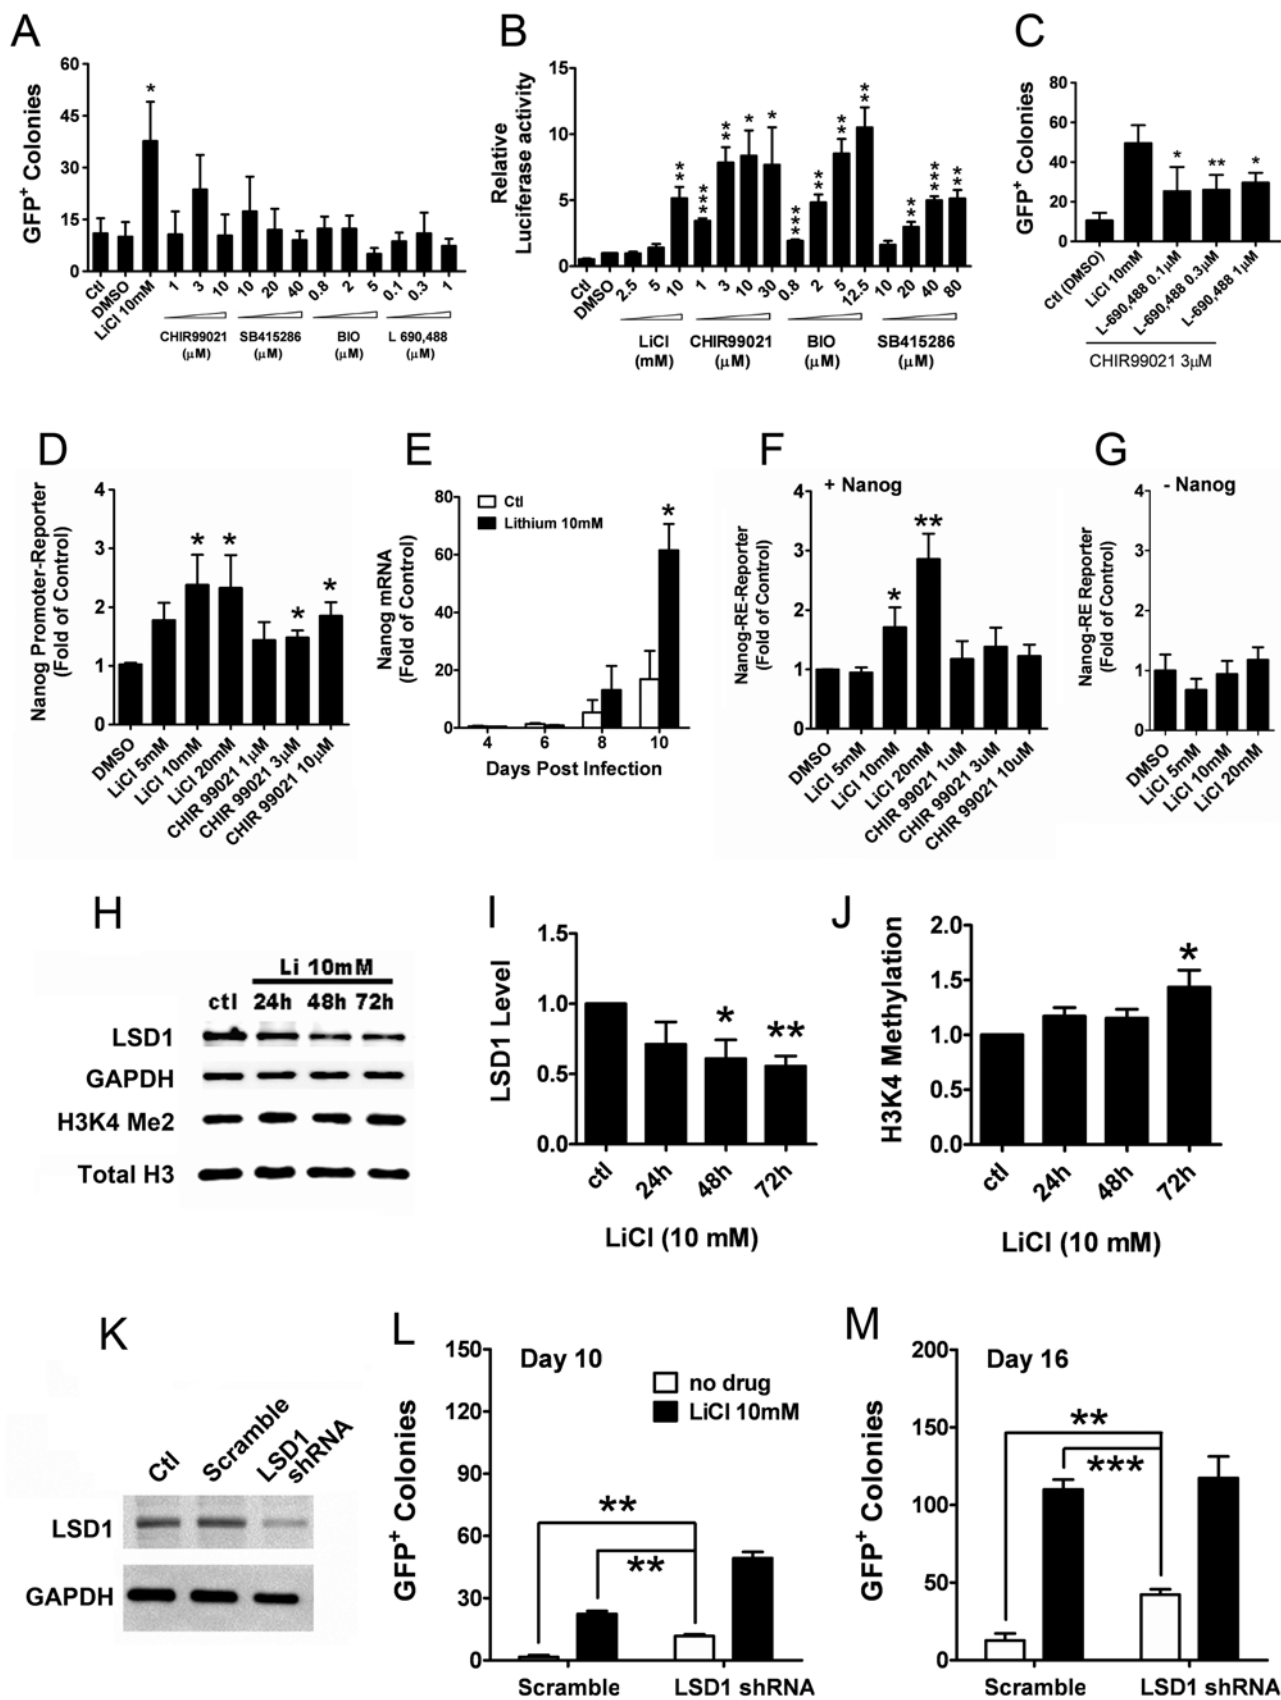 A
GFP+ Colonies
60
45
30
15
0
*
Ctl
DMSO
LiCl 10mM
1
3
10
10
20
40
0.8
2
5
0.1
0.3
1
CHIR99021
(μM)
SB415286
(μM)
BIO
(μM)
L 690,488
(μM)
B
Relative
Luciferase activity
15
10
5
0
**
***
**
*
*
***
**
**
**
**
***
**
Ctl
DMSO
2.5
5
10
1
3
10
30
0.8
2
5
12.5
10
20
40
80
LiCl
(mM)
CHIR99021
(μM)
BIO
(μM)
SB415286
(μM)
C
GFP+ Colonies
80
60
40
20
0
*
**
*
Ctl (DMSO)
LiCl 10mM
L-690,488 0.1μM
L-690,488 0.3μM
L-690,488 1μM
CHIR99021 3μM
D
Nanog Promoter-Reporter
(Fold of Control)
4
3
2
1
0
*
*
*
*
DMSO
LiCl 5mM
LiCl 10mM
LiCl 20mM
CHIR 99021 1μM
CHIR 99021 3μM
CHIR 99021 10μM
E
Nanog mRNA
(Fold of Control)
80
60
40
20
0
Ctl
Lithium 10mM
*
4
6
8
10
Days Post Infection
F
+ Nanog
Nanog-RE-Reporter
(Fold of Control)
4
3
2
1
0
*
**
DMSO
LiCl 5mM
LiCl 10mM
LiCl 20mM
CHIR 99021 1uM
CHIR 99021 3uM
CHIR 99021 10uM
G
- Nanog
Nanog-RE Reporter
(Fold of Control)
4
3
2
1
0
DMSO
LiCl 5mM
LiCl 10mM
LiCl 20mM
H
Li 10mM
ctl 24h 48h 72h
LSD1
GAPDH
H3K4 Me2
Total H3
I
LSD1 Level
1.5
1.0
0.5
0.0
*
**
ctl
24h
48h
72h
LiCl (10 mM)
J
H3K4 Methylation
2.0
1.5
1.0
0.5
0.0
*
ctl
24h
48h
72h
LiCl (10 mM)
K
Ctl
Scramble
LSD1
shRNA
LSD1
GAPDH
L
Day 10
GFP+ Colonies
150
120
90
60
30
0
no drug
LiCl 10mM
**
**
Scramble
LSD1 shRNA
M
Day 16
GFP+ Colonies
200
150
100
50
0
**
***
Scramble
LSD1 shRNA